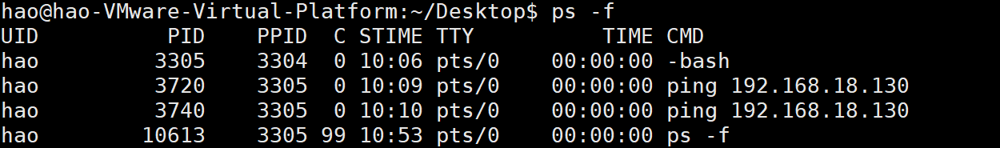 hao@hao-VMware-Virtual-Platform:~/Desktop$ ps -f
UID          PID    PPID  C STIME TTY          TIME CMD
hao         3305    3304  0 10:06 pts/0    00:00:00 -bash
hao         3720    3305  0 10:09 pts/0    00:00:00 ping 192.168.18.130
hao         3740    3305  0 10:10 pts/0    00:00:00 ping 192.168.18.130
hao        10613    3305 99 10:53 pts/0    00:00:00 ps -f